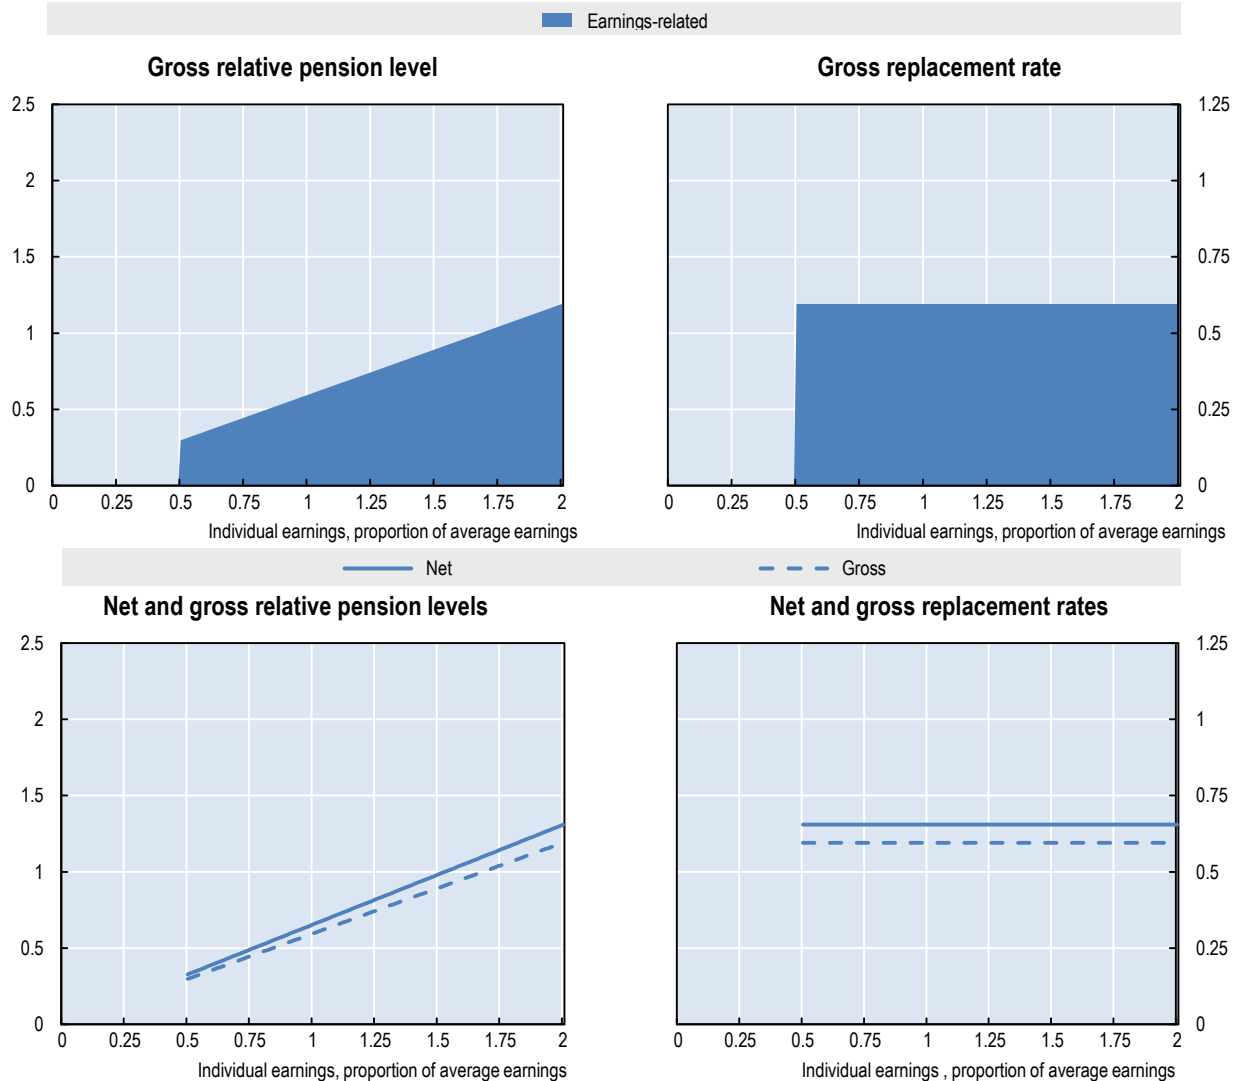 Earnings-related
Gross relative pension level
2.5
2
1.5
1
0.5
0
0 0.25 0.5 0.75 1 1.25 1.5 1.75 2
Individual earnings, proportion of average earnings
Gross replacement rate
1.25
1
0.75
0.5
0.25
0
0 0.25 0.5 0.75 1 1.25 1.5 1.75 2
Individual earnings, proportion of average earnings
Net Gross
Net and gross relative pension levels
2.5
2
1.5
1
0.5
0
0 0.25 0.5 0.75 1 1.25 1.5 1.75 2
Individual earnings, proportion of average earnings
Net and gross replacement rates
1.25
1
0.75
0.5
0.25
0
0 0.25 0.5 0.75 1 1.25 1.5 1.75 2
Individual earnings , proportion of average earnings